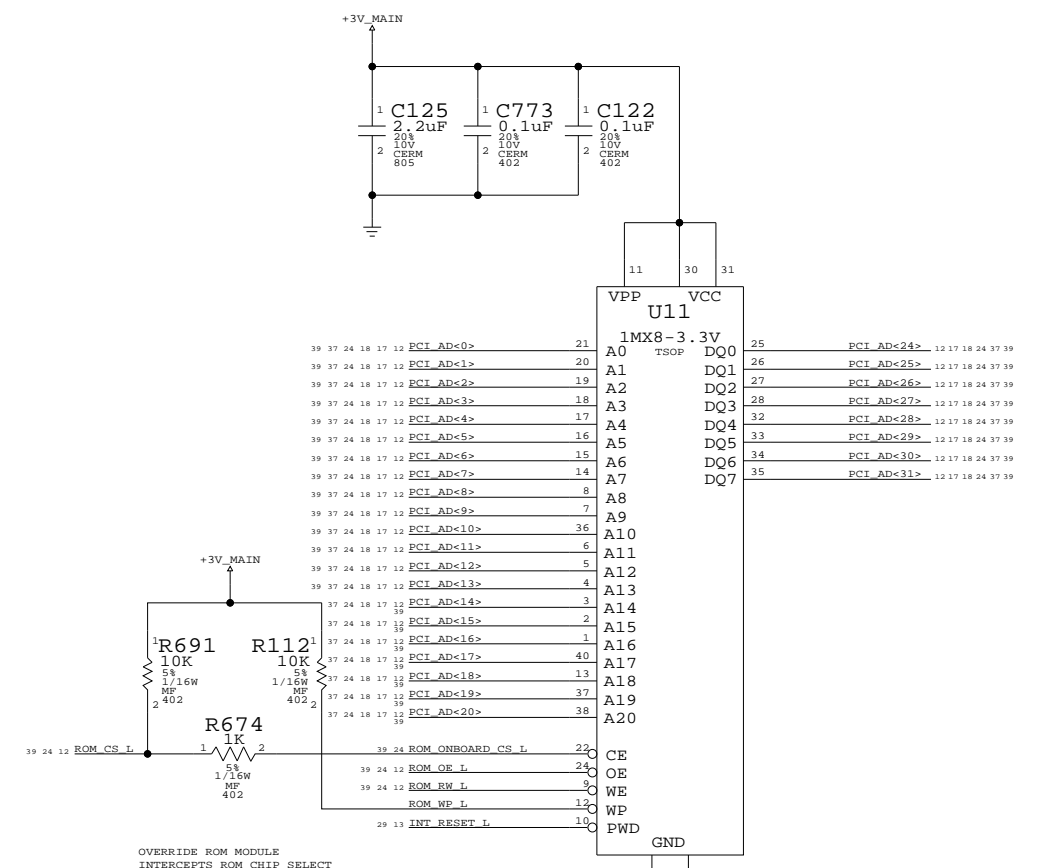 +3V_MAIN
1 C125 1 C773 1 C122
2.2uF 0.1uF 0.1uF
20% 20% 20%
10V 10V 10V
2 CERM 2 CERM 2 CERM
805 402 402
11 30 31
VPP VCC
U11
1MX8-3.3V
TSOP
39 37 24 18 17 12 PCI_AD<0> 21 A0 DQ0 25 PCI_AD<24> 12 17 18 24 37 39
39 37 24 18 17 12 PCI_AD<1> 20 A1 DQ1 26 PCI_AD<25> 12 17 18 24 37 39
39 37 24 18 17 12 PCI_AD<2> 19 A2 DQ2 27 PCI_AD<26> 12 17 18 24 37 39
39 37 24 18 17 12 PCI_AD<3> 18 A3 DQ3 28 PCI_AD<27> 12 17 18 24 37 39
39 37 24 18 17 12 PCI_AD<4> 17 A4 DQ4 32 PCI_AD<28> 12 17 18 24 37 39
39 37 24 18 17 12 PCI_AD<5> 16 A5 DQ5 33 PCI_AD<29> 12 17 18 24 37 39
39 37 24 18 17 12 PCI_AD<6> 15 A6 DQ6 34 PCI_AD<30> 12 17 18 24 37 39
39 37 24 18 17 12 PCI_AD<7> 14 A7 DQ7 35 PCI_AD<31> 12 17 18 24 37 39
39 37 24 18 17 12 PCI_AD<8> 8 A8
39 37 24 18 17 12 PCI_AD<9> 7 A9
39 37 24 18 17 12 PCI_AD<10> 36 A10
39 37 24 18 17 12 PCI_AD<11> 6 A11
39 37 24 18 17 12 PCI_AD<12> 5 A12
39 37 24 18 17 12 PCI_AD<13> 4 A13
37 24 18 17 12 PCI_AD<14> 3 A14
39
37 24 18 17 12 PCI_AD<15> 2 A15
39
37 24 18 17 12 PCI_AD<16> 1 A16
39
37 24 18 17 12 PCI_AD<17> 40 A17
39
37 24 18 17 12 PCI_AD<18> 13 A18
39
37 24 18 17 12 PCI_AD<19> 37 A19
39
37 24 18 17 12 PCI_AD<20> 38 A20
39
+3V_MAIN
1 R691 R112 1
10K 10K
5% 5%
1/16W 1/16W
MF MF
2 402 402 2
R674
39 24 12 ROM_CS_L 1 1K 2 39 24 ROM_ONBOARD_CS_L 22 CE
5%
1/16W
MF
402
39 24 12 ROM_OE_L 24 OE
39 24 12 ROM_RW_L 9 WE
ROM_WP_L 12 WP
29 13 INT_RESET_L 10 PWD
GND
OVERRIDE ROM MODULE
INTERCEPTS ROM CHIP SELECT